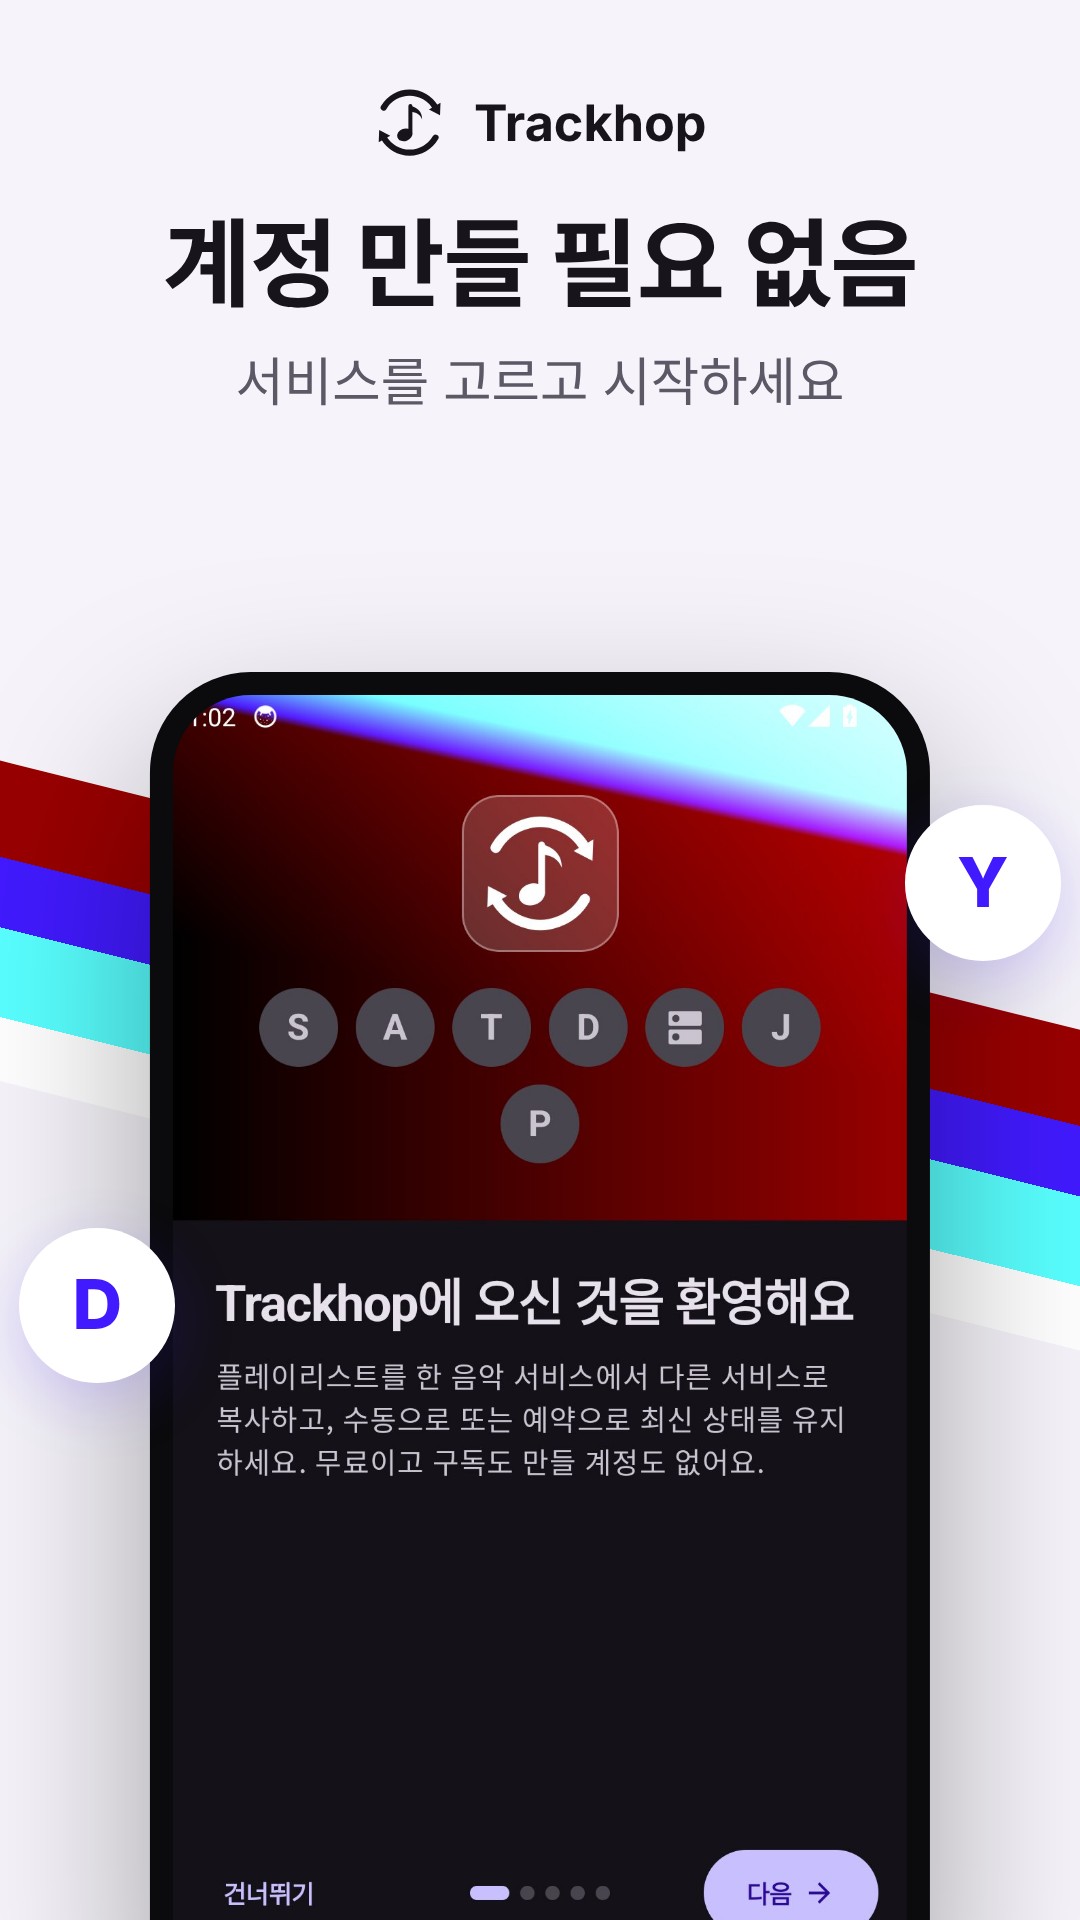 Trackhop
계정 만들 필요 없음
서비스를 고르고 시작하세요
1:02
Y
S A T D J
P
D
Trackhop에 오신 것을 환영해요
플레이리스트를 한 음악 서비스에서 다른 서비스로
복사하고, 수동으로 또는 예약으로 최신 상태를 유지
하세요. 무료이고 구독도 만들 계정도 없어요.
건너뛰기
다음